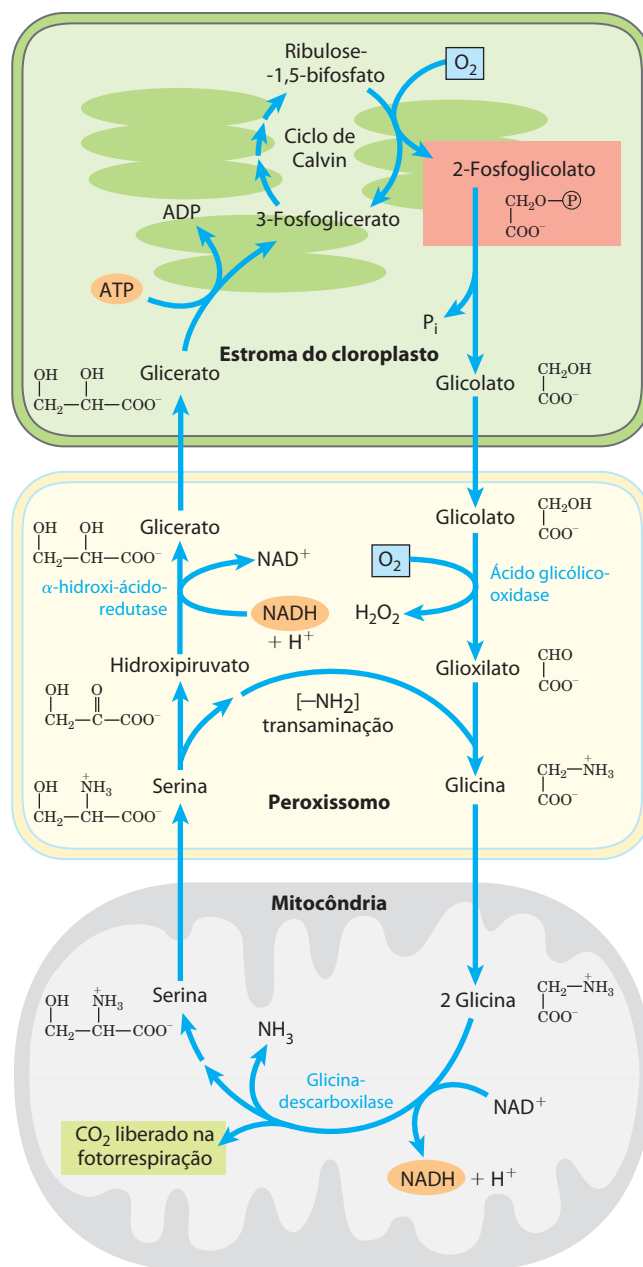 Ribulose-
-1,5-bifosfato
O₂
Ciclo de
Calvin
2-Fosfoglicolato
CH₂O—Ⓟ
COO⁻
3-Fosfoglicerato
ADP
ATP
Pᵢ
Estroma do cloroplasto
OH OH
CH₂—CH—COO⁻
Glicerato
Glicolato
CH₂OH
COO⁻
OH OH
CH₂—CH—COO⁻
Glicerato
Glicolato
CH₂OH
COO⁻
α-hidroxi-ácido-
redutase
NAD⁺
NADH
+ H⁺
O₂
H₂O₂
Ácido glicólico-
oxidase
Hidroxipiruvato
OH O
CH₂—C—COO⁻
Glioxilato
CHO
COO⁻
[—NH₂]
transaminação
OH ⁺NH₃
CH₂—CH—COO⁻
Serina
Peroxissomo
Glicina
CH₂—⁺NH₃
COO⁻
Mitocôndria
OH ⁺NH₃
CH₂—CH—COO⁻
Serina
2 Glicina
CH₂—⁺NH₃
COO⁻
NH₃
Glicina-
descarboxilase
NAD⁺
CO₂ liberado na
fotorrespiração
NADH + H⁺